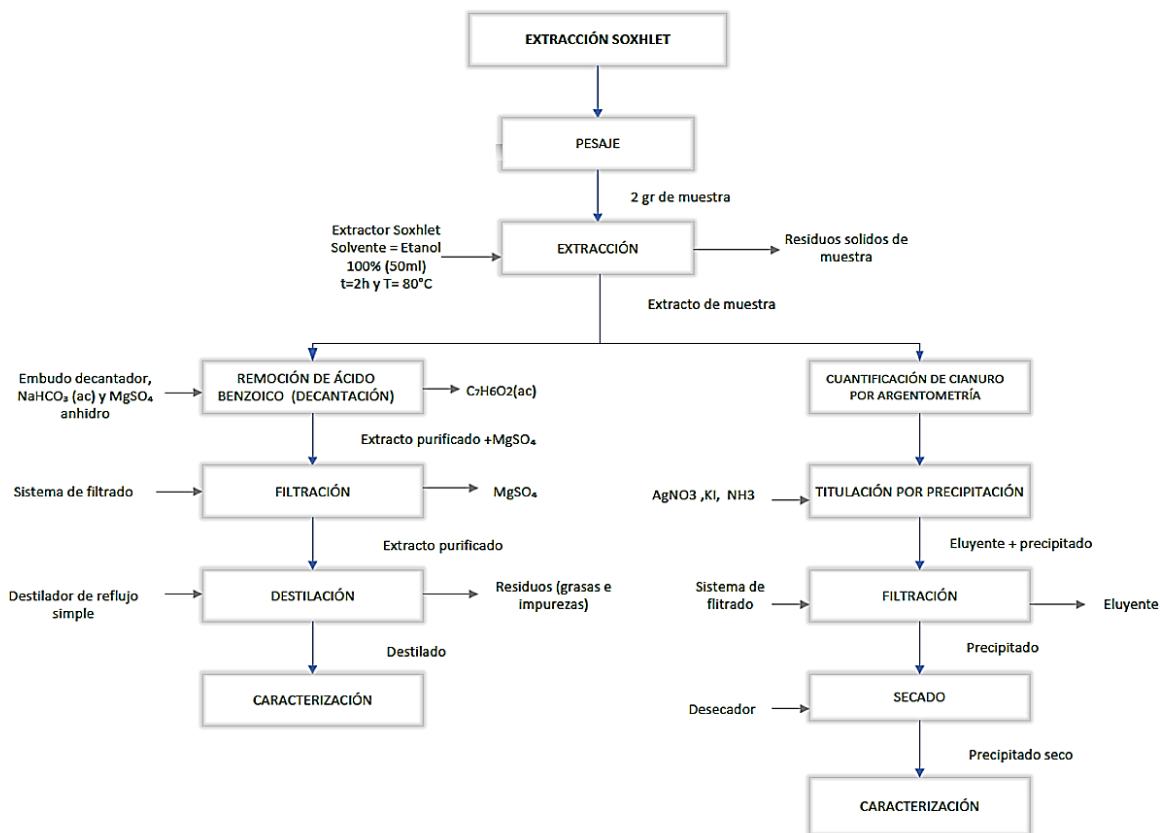 EXTRACCIÓN SOXHLET
PESAJE
2 gr de muestra
Extractor Soxhlet
Solvente = Etanol
100% (50ml)
t=2h y T= 80°C
EXTRACCIÓN
Residuos solidos de
muestra
Extracto de muestra
Embudo decantador,
NaHCO₃ (ac) y MgSO₄
anhidro
REMOCIÓN DE ÁCIDO
BENZOICO (DECANTACIÓN)
C₇H6O2(ac)
Extracto purificado +MgSO₄
Sistema de filtrado
FILTRACIÓN
MgSO₄
Extracto purificado
Destilador de reflujo
simple
DESTILACIÓN
Residuos (grasas e
impurezas)
Destilado
CARACTERIZACIÓN
CUANTIFICACIÓN DE CIANURO
POR ARGENTOMETRÍA
AgNO3 ,KI, NH3
TITULACIÓN POR PRECIPITACIÓN
Eluyente + precipitado
Sistema de
flitrado
FILTRACIÓN
Eluyente
Precipitado
Desecador
SECADO
Precipitado seco
CARACTERIZACIÓN